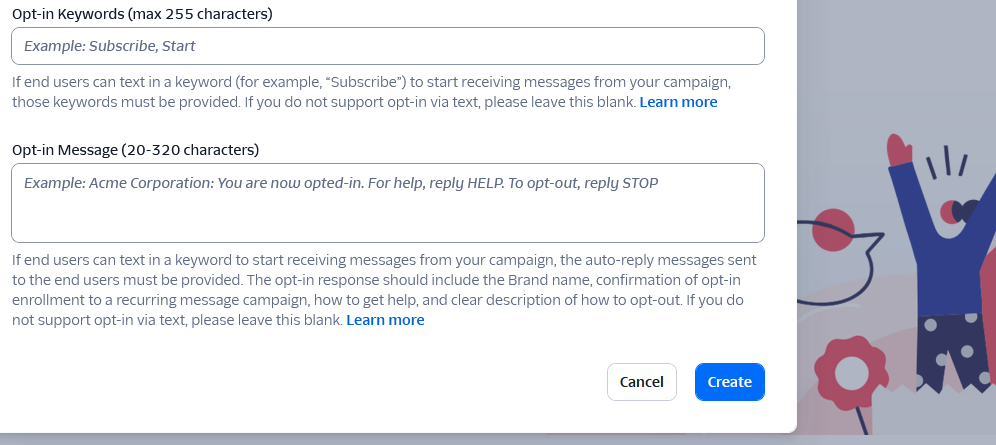 Opt-in Keywords (max 255 characters)
Example: Subscribe, Start
If end users can text in a keyword (for example, “Subscribe”) to start receiving messages from your campaign,
those keywords must be provided. If you do not support opt-in via text, please leave this blank. Learn more
Opt-in Message (20-320 characters)
Example: Acme Corporation: You are now opted-in. For help, reply HELP. To opt-out, reply STOP
If end users can text in a keyword to start receiving messages from your campaign, the auto-reply messages sent
to the end users must be provided. The opt-in response should include the Brand name, confirmation of opt-in
enrollment to a recurring message campaign, how to get help, and clear description of how to opt-out. If you do
not support opt-in via text, please leave this blank. Learn more
Cancel Create